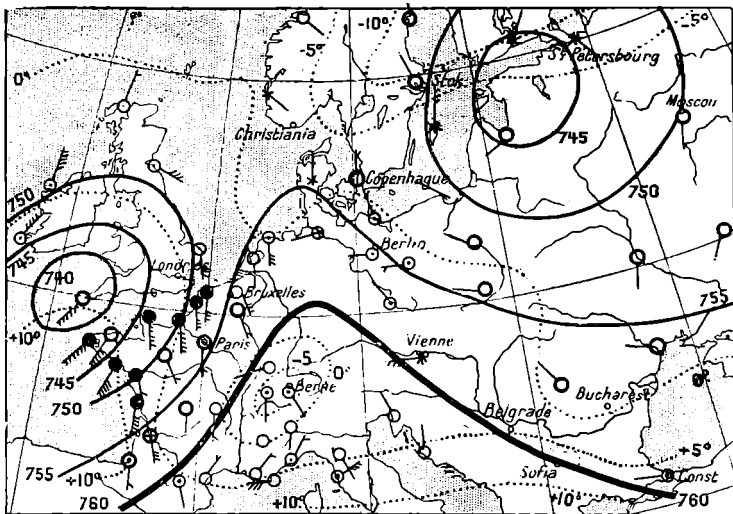 0°
-5°
-10°
-5°
0°
St Petersbourg
Stok.
Moscou
Christiania
745
750
Copenhague
750
745
740
Londres
Berlin
Bruxelles
755
+10°
Paris
Vienne
-5
0°
Berne
Bucharest
0°
745
750
Belgrade
+5°
755
+10°
Sofia
Const
760
+10°
+10°
760